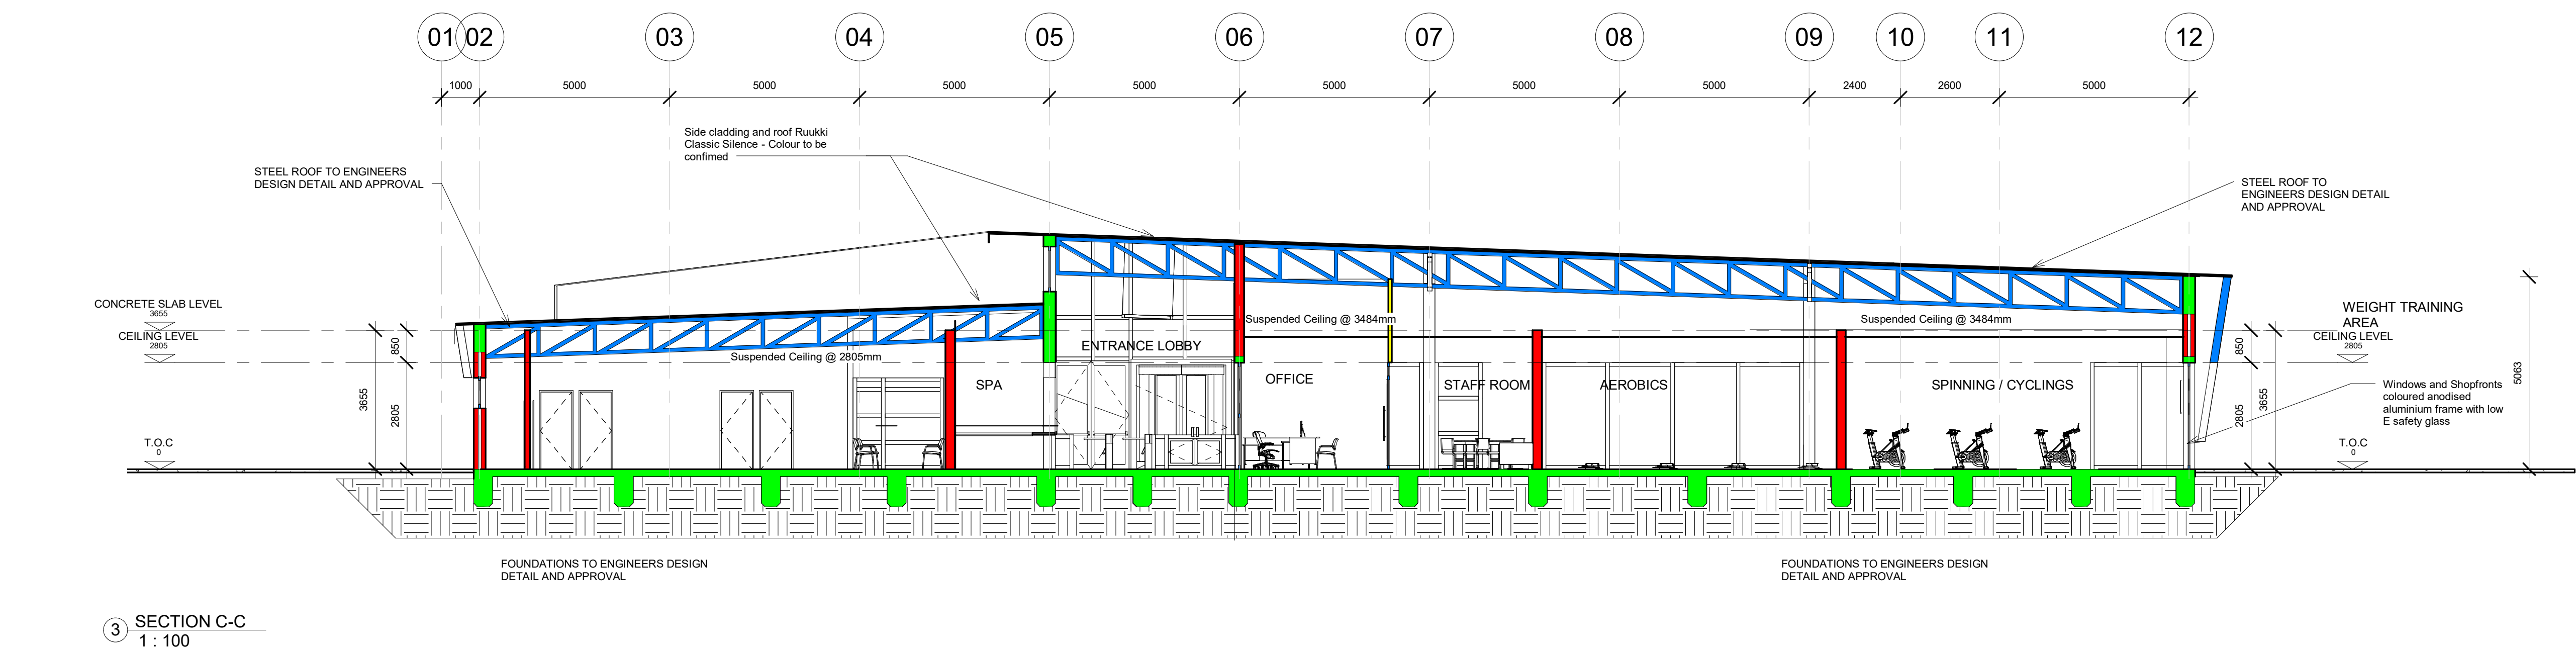 01 02 03 04 05 06 07 08 09 10 11 12
1000 5000 5000 5000 5000 5000 5000 5000 2400 2600 5000
Side cladding and roof Ruukki
Classic Silence - Colour to be
confimed
STEEL ROOF TO ENGINEERS
DESIGN DETAIL AND APPROVAL
STEEL ROOF TO
ENGINEERS DESIGN DETAIL
AND APPROVAL
CONCRETE SLAB LEVEL
3655
CEILING LEVEL
2805
T.O.C
0
3655
850
2805
Suspended Ceiling @ 2805mm
SPA
ENTRANCE LOBBY
Suspended Ceiling @ 3484mm
OFFICE
STAFF ROOM
AEROBICS
Suspended Ceiling @ 3484mm
SPINNING / CYCLINGS
WEIGHT TRAINING
AREA
CEILING LEVEL
2805
850
2805
3655
5063
Windows and Shopfronts
coloured anodised
aluminium frame with low
E safety glass
T.O.C
0
FOUNDATIONS TO ENGINEERS DESIGN
DETAIL AND APPROVAL
FOUNDATIONS TO ENGINEERS DESIGN
DETAIL AND APPROVAL
3 SECTION C-C
1 : 100